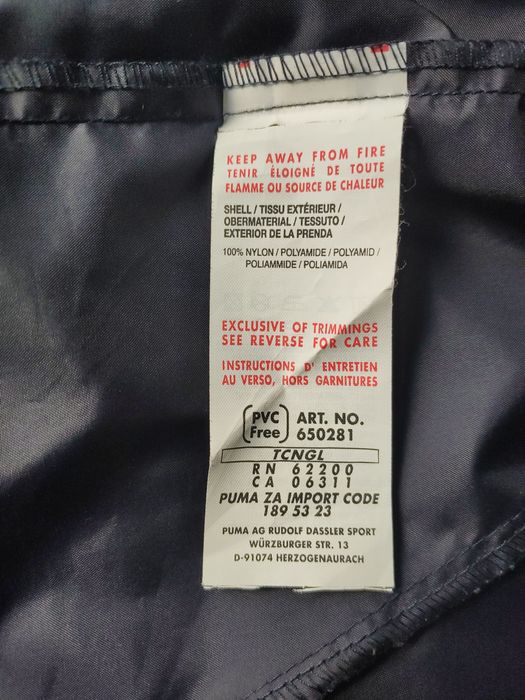 KEEP AWAY FROM FIRE
TENIR ÉLOIGNÉ DE TOUTE
FLAMME OU SOURCE DE CHALEUR
SHELL / TISSU EXTÉRIEUR /
OBERMATERIAL / TESSUTO /
EXTERIOR DE LA PRENDA
100% NYLON / POLYAMIDE / POLYAMID /
POLIAMMIDE / POLIAMIDA
EXCLUSIVE OF TRIMMINGS
SEE REVERSE FOR CARE
INSTRUCTIONS D' ENTRETIEN
AU VERSO, HORS GARNITURES
PVC Free ART. NO.
650281
TCNGL
RN 62200
CA 06311
PUMA ZA IMPORT CODE
189 53 23
PUMA AG RUDOLF DASSLER SPORT
WÜRZBURGER STR. 13
D-91074 HERZOGENAURACH